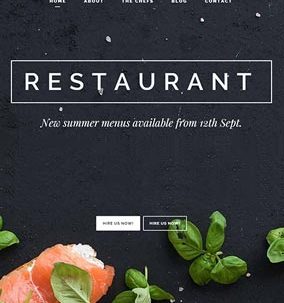 HOME ABOUT THE CHEFS BLOG CONTACT
RESTAURANT
New summer menus available from 12th Sept.
HIRE US NOW! HIRE US NOW!